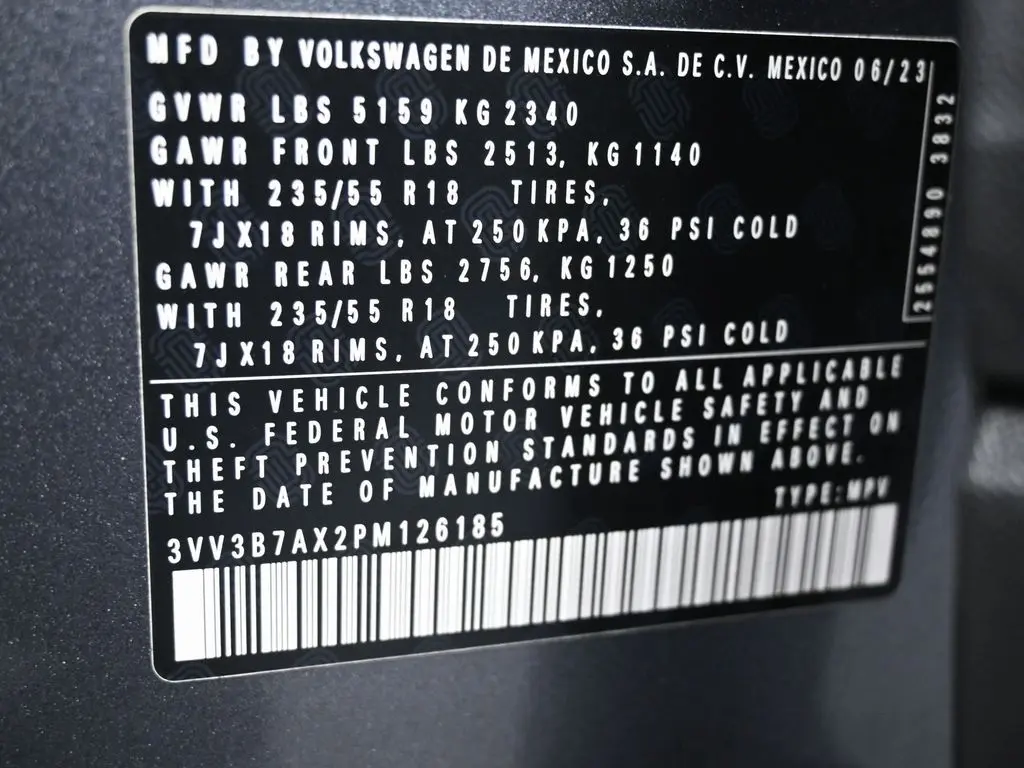 MFD BY VOLKSWAGEN DE MEXICO S.A. DE C.V. MEXICO 06/23
GVWR LBS 5159 KG 2340
GAWR FRONT LBS 2513, KG 1140
WITH 235/55 R18 TIRES,
7JX18 RIMS, AT 250 KPA, 36 PSI COLD
GAWR REAR LBS 2756, KG 1250
WITH 235/55 R18 TIRES,
7JX18 RIMS, AT 250 KPA, 36 PSI COLD
2554890 3832
THIS VEHICLE CONFORMS TO ALL APPLICABLE
U.S. FEDERAL MOTOR VEHICLE SAFETY AND
THEFT PREVENTION STANDARDS IN EFFECT ON
THE DATE OF MANUFACTURE SHOWN ABOVE.
TYPE:MPV
3VV3B7AX2PM126185